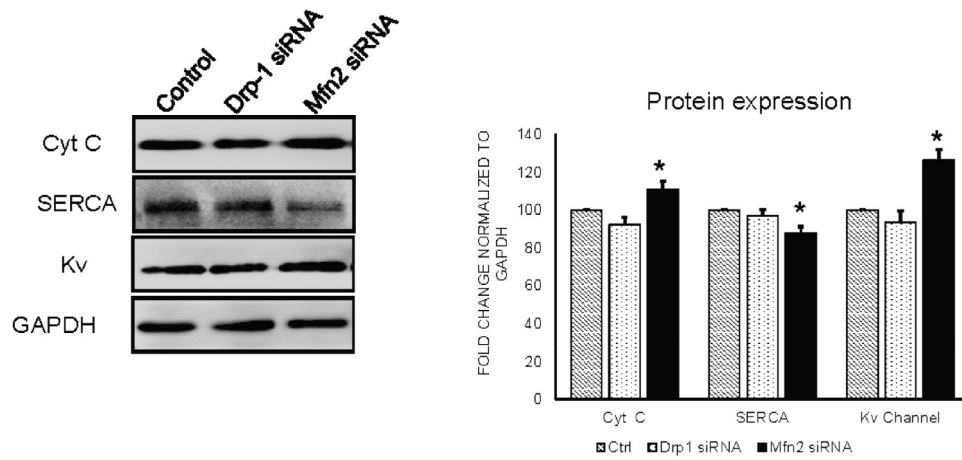 Control
Drp-1 siRNA
Mfn2 siRNA
Cyt C
SERCA
Kv
GAPDH
Protein expression
FOLD CHANGE NORMALIZED TO
GAPDH
140
120
100
80
60
40
20
0
*
*
*
Cyt C
SERCA
Kv Channel
Ctrl
Drp1 siRNA
Mfn2 siRNA